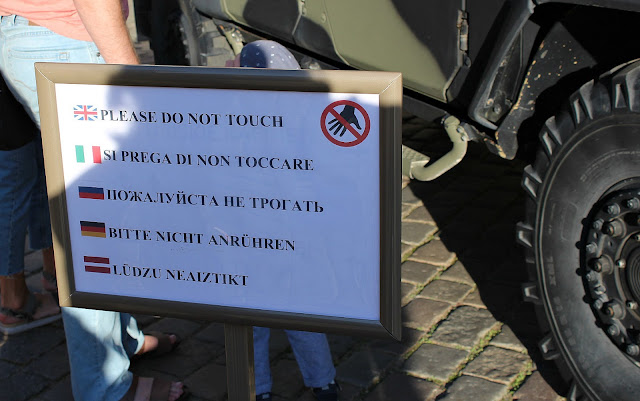 PLEASE DO NOT TOUCH
SI PREGA DI NON TOCCARE
ПОЖАЛУЙСТА НЕ ТРОГАТЬ
BITTE NICHT ANRÜHREN
LŪDZU NEAIZTIKT